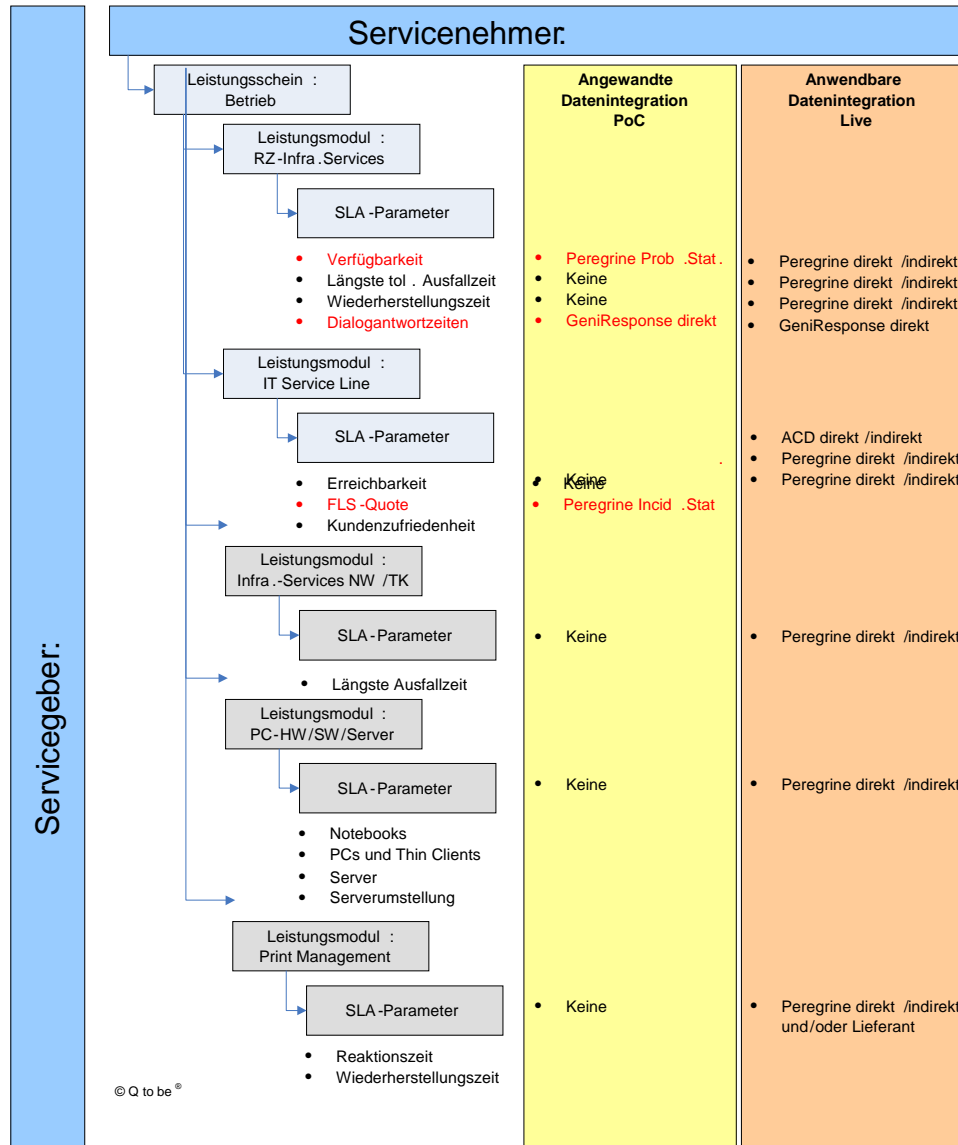 Servicenehmer:
Servicegeber:
Leistungsschein :
Betrieb
Angewandte
Datenintegration
PoC
Anwendbare
Datenintegration
Live
Leistungsmodul :
RZ-Infra.Services
SLA-Parameter
• Verfügbarkeit
• Längste tol . Ausfallzeit
• Wiederherstellungszeit
• Dialogantwortzeiten
• Peregrine Prob .Stat.
• Keine
• Keine
• GeniResponse direkt
• Peregrine direkt /indirekt
• Peregrine direkt /indirekt
• Peregrine direkt /indirekt
• GeniResponse direkt
Leistungsmodul :
IT Service Line
SLA-Parameter
• Erreichbarkeit
• FLS-Quote
• Kundenzufriedenheit
.
• Keine
• Keine
• Peregrine Incid .Stat
• ACD direkt /indirekt
• Peregrine direkt /indirekt
• Peregrine direkt /indirekt
Leistungsmodul :
Infra.-Services NW /TK
SLA-Parameter
• Längste Ausfallzeit
• Keine
• Peregrine direkt /indirekt
Leistungsmodul :
PC-HW/SW/Server
SLA-Parameter
• Notebooks
• PCs und Thin Clients
• Server
• Serverumstellung
• Keine
• Peregrine direkt /indirekt
Leistungsmodul :
Print Management
SLA-Parameter
• Reaktionszeit
• Wiederherstellungszeit
• Keine
• Peregrine direkt /indirekt
und/oder Lieferant
© Q to be ®